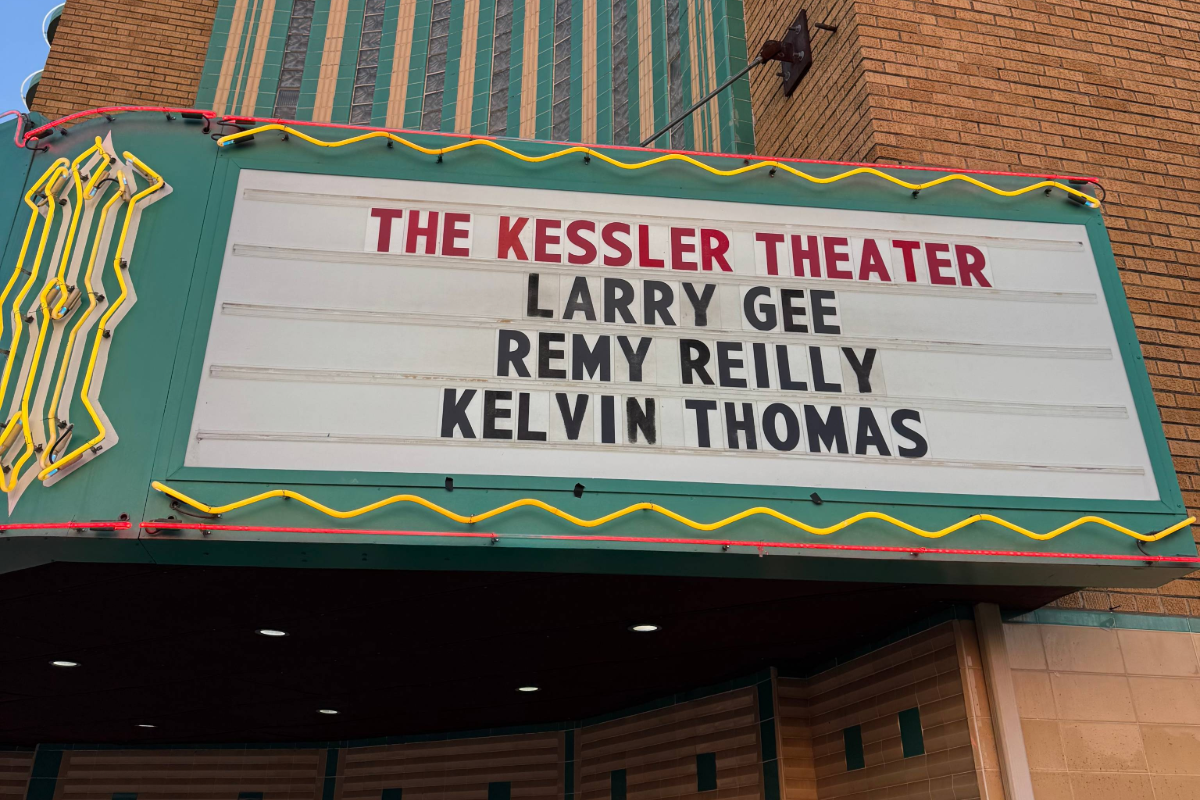 THE KESSLER THEATER
LARRY GEE
REMY REILLY
KELVIN THOMAS